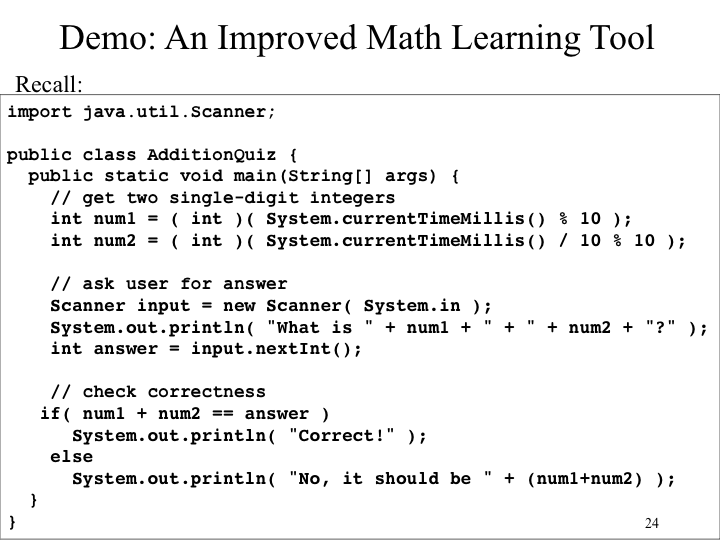 Demo: An Improved Math Learning Tool
Recall:
import java.util.Scanner;
public class AdditionQuiz {
  public static void main(String[] args) {
    // get two single-digit integers
    int num1 = ( int )( System.currentTimeMillis() % 10 );
    int num2 = ( int )( System.currentTimeMillis() / 10 % 10 );
    // ask user for answer
    Scanner input = new Scanner( System.in );
    System.out.println( "What is " + num1 + " + " + num2 + "?" );
    int answer = input.nextInt();
    // check correctness
   if( num1 + num2 == answer )
      System.out.println( "Correct!" );
    else
      System.out.println( "No, it should be " + (num1+num2) );
  }
}
24